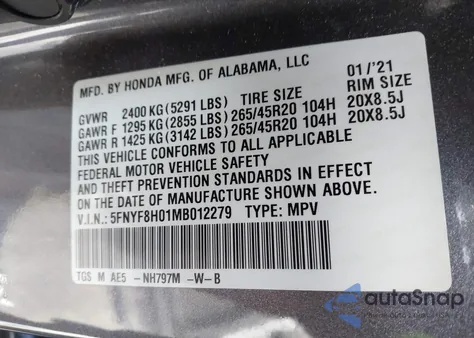 MFD. BY HONDA MFG. OF ALABAMA, LLC 01/'21
GVWR 2400 KG (5291 LBS) TIRE SIZE RIM SIZE
GAWR F 1295 KG (2855 LBS) 265/45R20 104H 20X8.5J
GAWR R 1425 KG (3142 LBS) 265/45R20 104H 20X8.5J
THIS VEHICLE CONFORMS TO ALL APPLICABLE
FEDERAL MOTOR VEHICLE SAFETY
AND THEFT PREVENTION STANDARDS IN EFFECT
ON THE DATE OF MANUFACTURE SHOWN ABOVE.
V.I.N.: 5FNYF8H01MB012279 TYPE: MPV
TGS M AE5 -NH797M -W-B
autoSnap